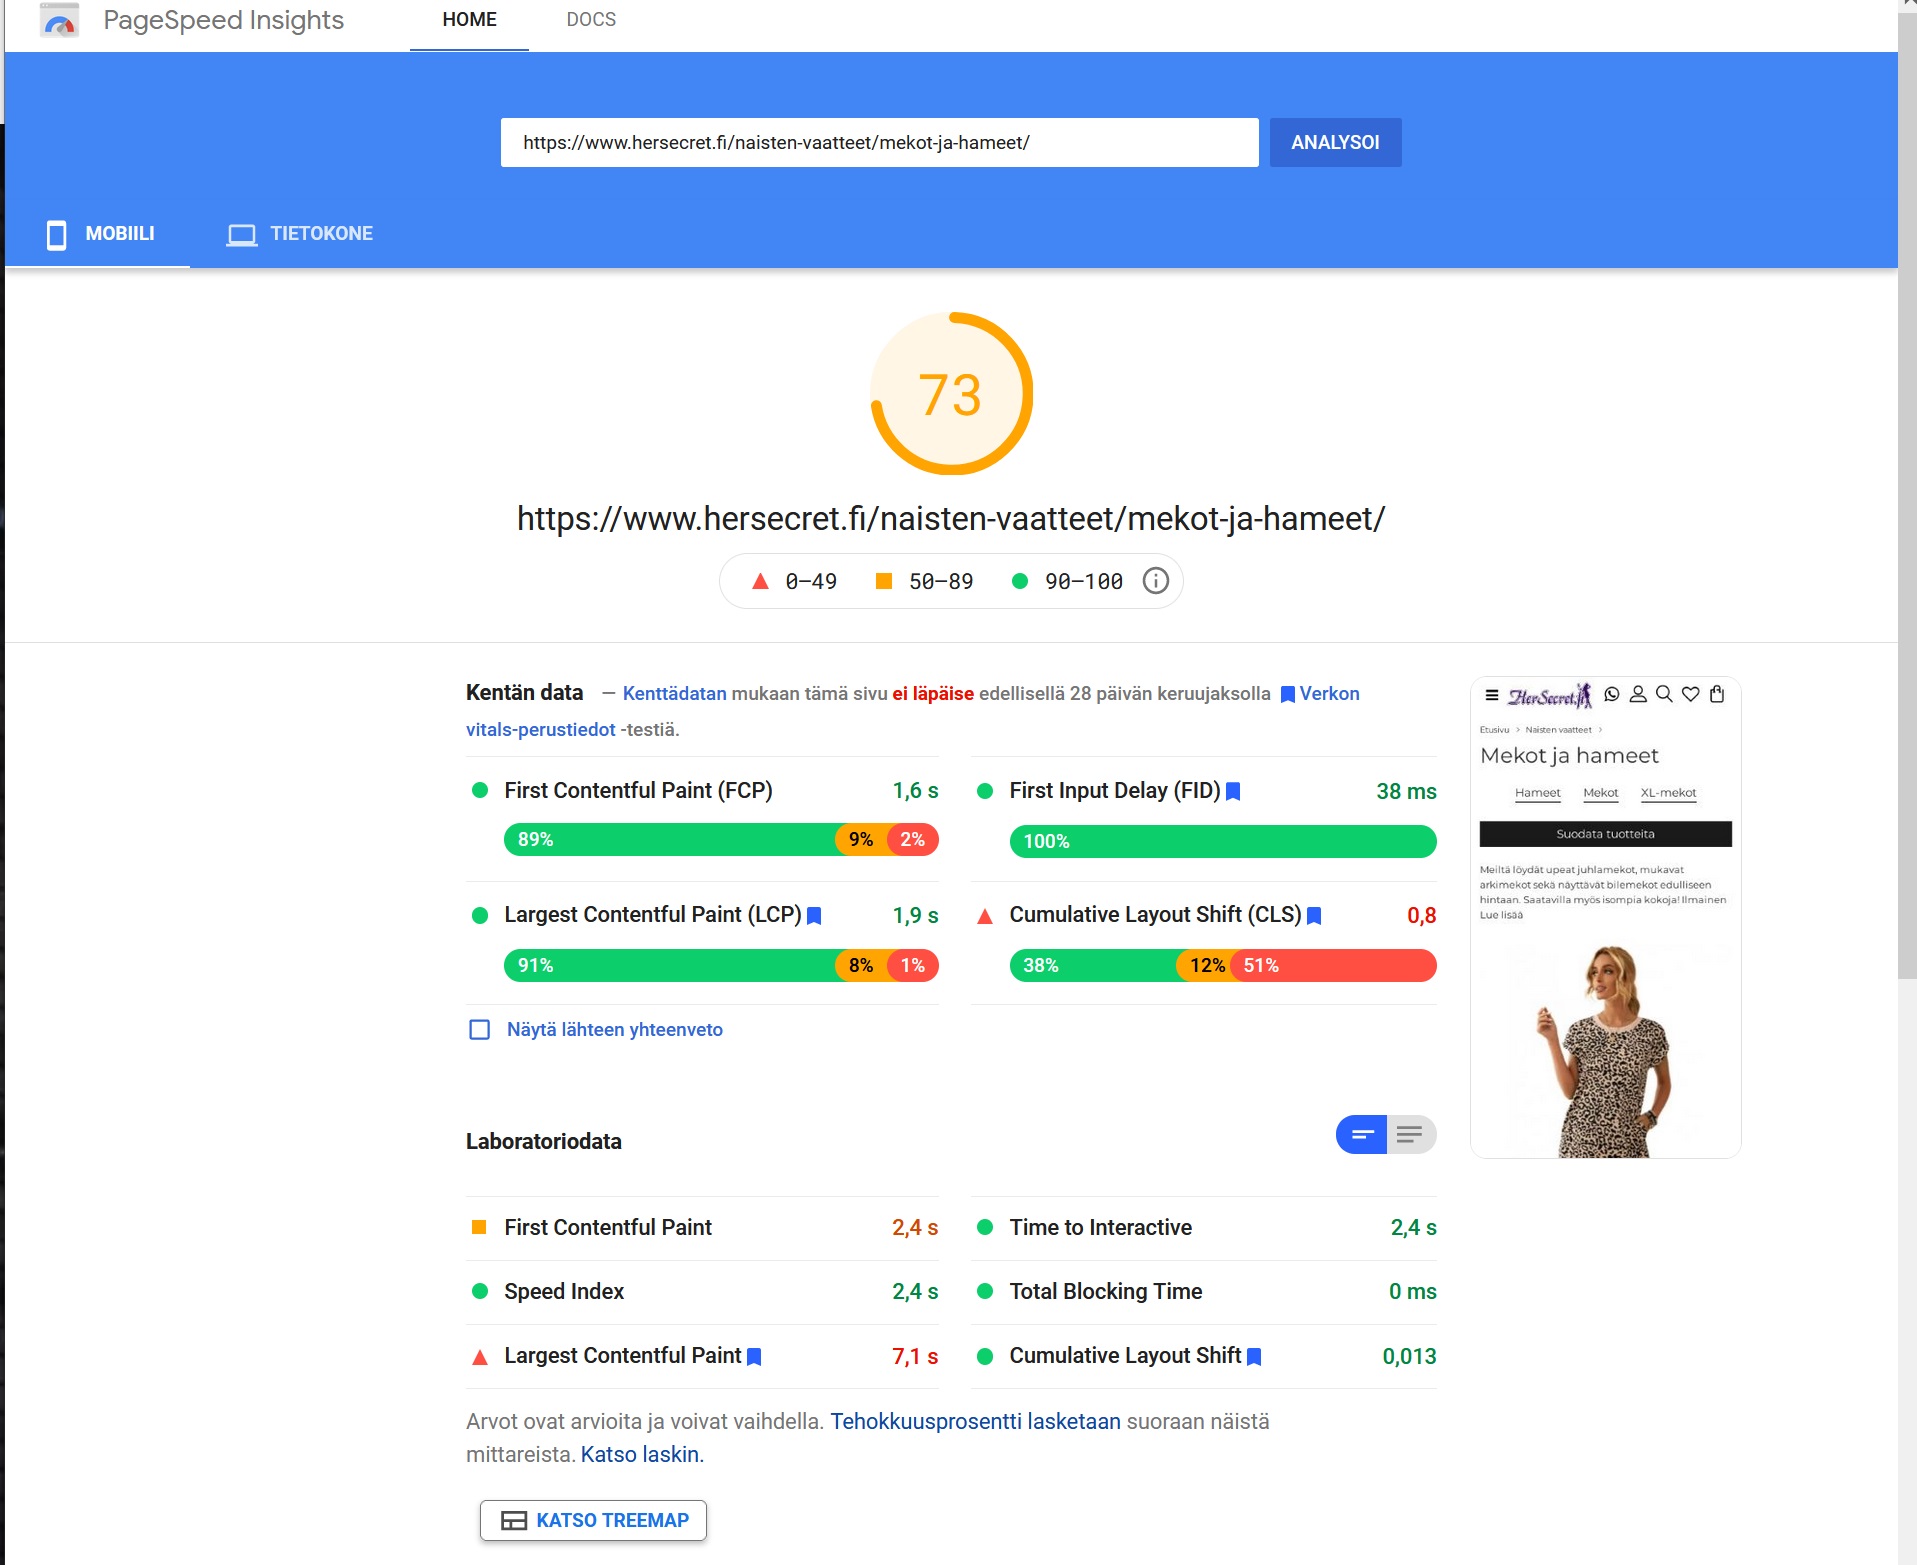 PageSpeed Insights
HOME
DOCS
https://www.hersecret.fi/naisten-vaatteet/mekot-ja-hameet/
ANALYSOI
MOBIILI
TIETOKONE
73
https://www.hersecret.fi/naisten-vaatteet/mekot-ja-hameet/
0–49
50–89
90–100
Kentän data — Kenttädatan mukaan tämä sivu ei läpäise edellisellä 28 päivän keruujaksolla Verkon
vitals-perustiedot -testiä.
First Contentful Paint (FCP) 1,6 s
89% 9% 2%
First Input Delay (FID) 38 ms
100%
Largest Contentful Paint (LCP) 1,9 s
91% 8% 1%
Cumulative Layout Shift (CLS) 0,8
38% 12% 51%
Näytä lähteen yhteenveto
HerSecret.fi
Etusivu > Naisten vaatteet >
Mekot ja hameet
Hameet Mekot XL-mekot
Suodata tuotteita
Meiltä löydät upeat juhlamekot, mukavat
arkimekot sekä näyttävät bilemekot edulliseen
hintaan. Saatavilla myös isompia kokoja! Ilmainen
Lue lisää
Laboratoriodata
First Contentful Paint 2,4 s
Time to Interactive 2,4 s
Speed Index 2,4 s
Total Blocking Time 0 ms
Largest Contentful Paint 7,1 s
Cumulative Layout Shift 0,013
Arvot ovat arvioita ja voivat vaihdella. Tehokkuusprosentti lasketaan suoraan näistä
mittareista. Katso laskin.
KATSO TREEMAP